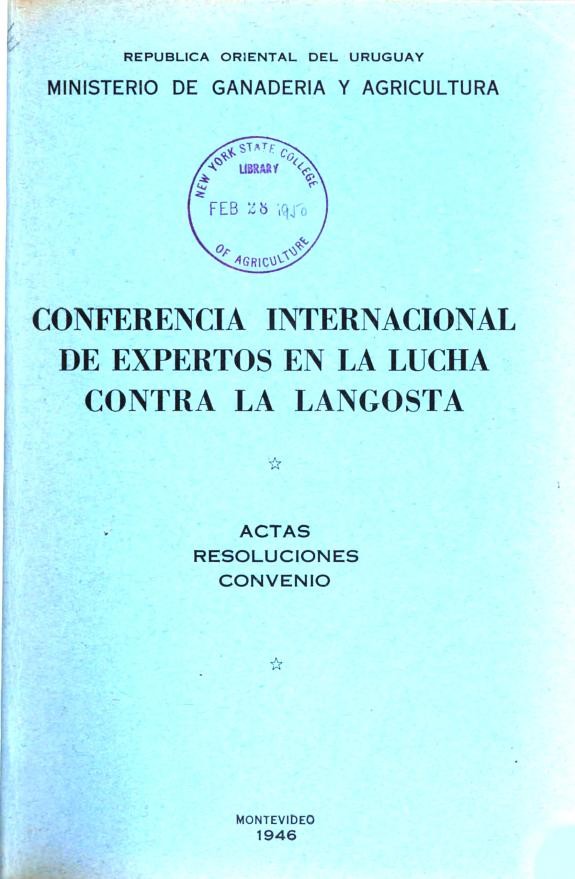 REPUBLICA ORIENTAL DEL URUGUAY
MINISTERIO DE GANADERIA Y AGRICULTURA
NEW YORK STATE COLLEGE
LIBRARY
FEB 28 1950
OF AGRICULTURE
CONFERENCIA INTERNACIONAL
DE EXPERTOS EN LA LUCHA
CONTRA LA LANGOSTA
ACTAS
RESOLUCIONES
CONVENIO
MONTEVIDEO
1946